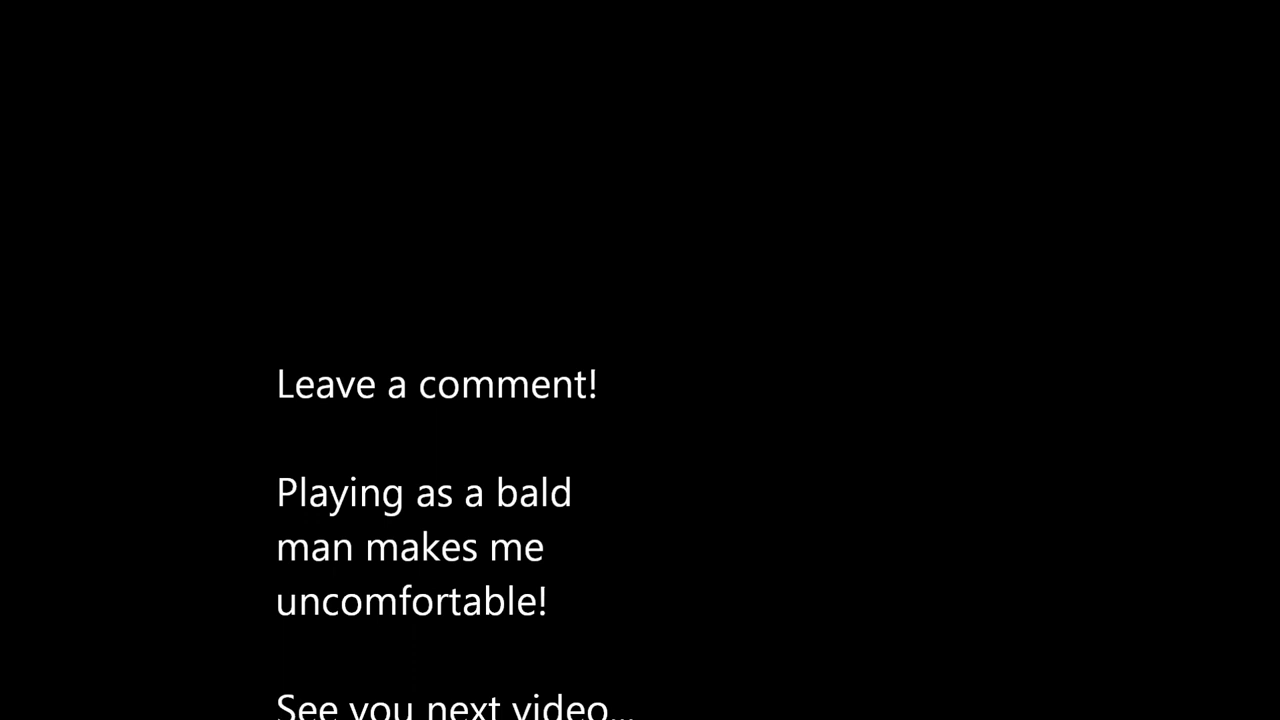 Leave a comment!
Playing as a bald
man makes me
uncomfortable!
See you next video...